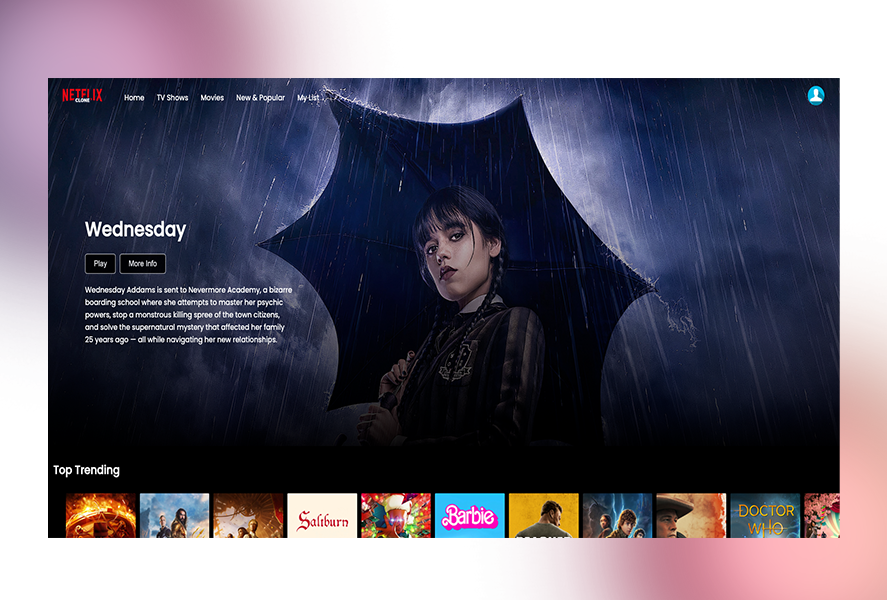 NETFLIX
CLONE
Home TV Shows Movies New & Popular My List
Wednesday
Play More Info
Wednesday Addams is sent to Nevermore Academy, a bizarre
boarding school where she attempts to master her psychic
powers, stop a monstrous killing spree of the town citizens,
and solve the supernatural mystery that affected her family
25 years ago — all while navigating her new relationships.
Top Trending
Saltburn
Barbie
DOCTOR
WHO